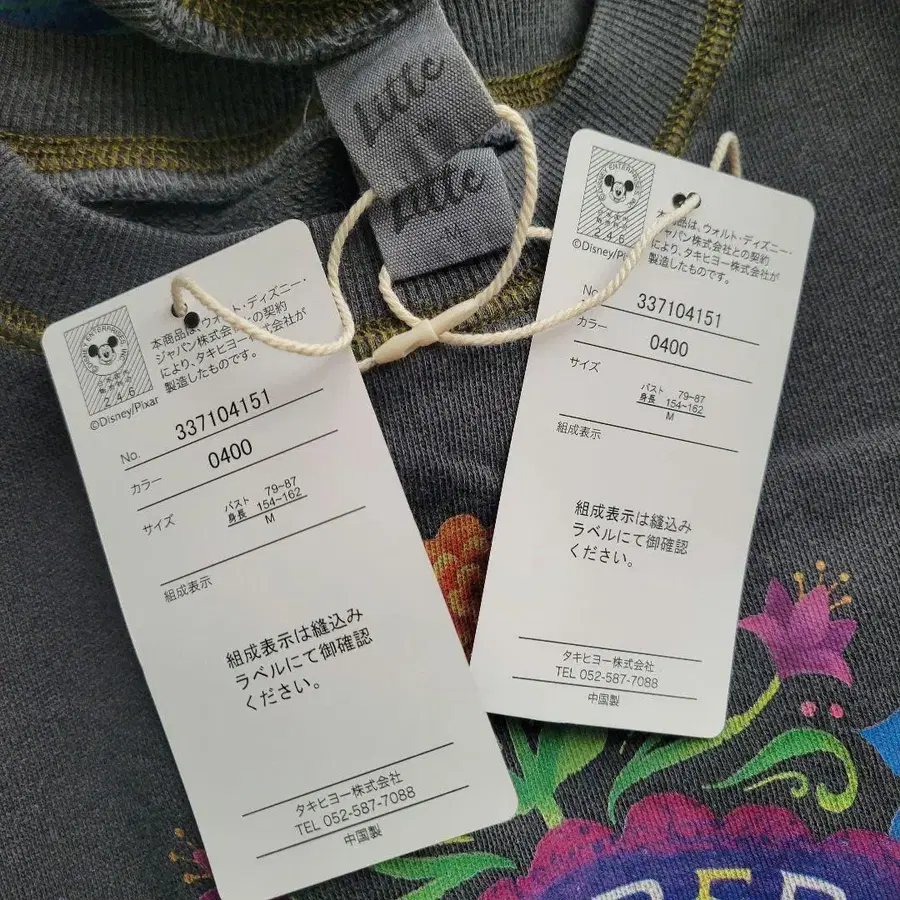 Litte
M
Litte
M
本商品は、ウォルト・ディズニー・
ジャパン株式会社との契約
により、タキヒヨー株式会社が
製造したものです。
246
©Disney/Pixar
No. 337104151
カラー 0400
サイズ
バスト 79~87
身長 154~162
M
組成表示
組成表示は縫込み
ラベルにて御確認
ください。
タキヒヨー株式会社
TEL 052-587-7088
中国製
本商品は、ウォルト・ディズニー・
ジャパン株式会社との契約
により、タキヒヨー株式会社が
製造したものです。
246
©Disney/Pixar
No. 337104151
カラー 0400
サイズ
バスト 79~87
身長 154~162
M
組成表示
組成表示は縫込み
ラベルにて御確認
ください。
タキヒヨー株式会社
TEL 052-587-7088
中国製